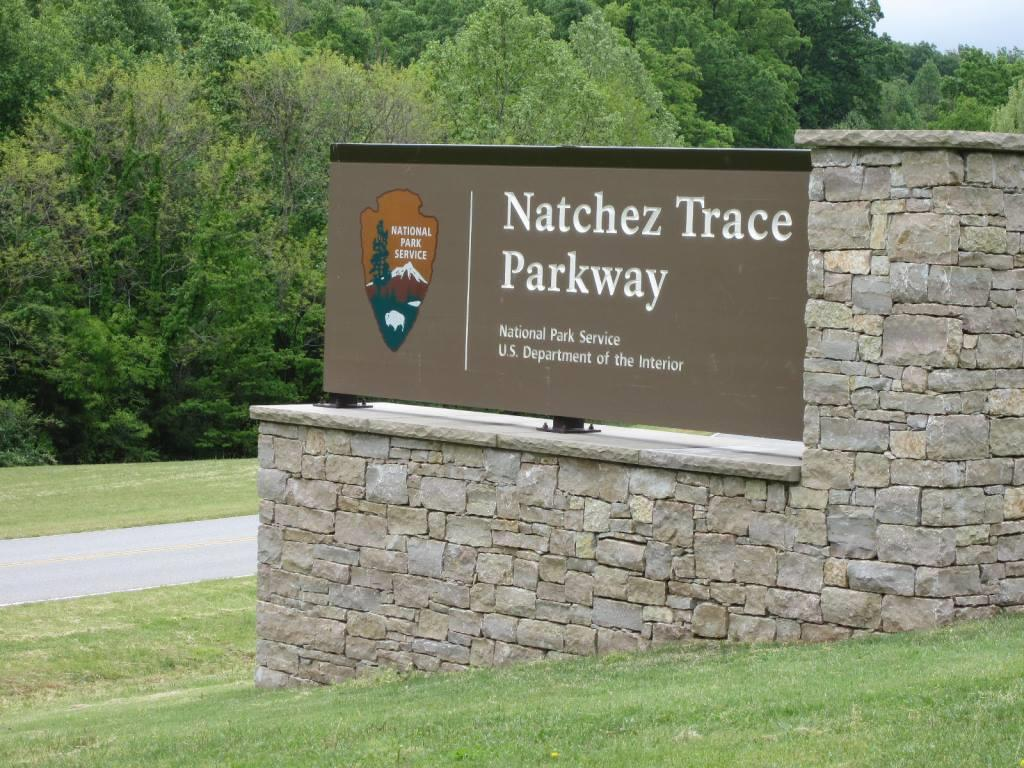 NATIONAL
PARK
SERVICE
Natchez Trace
Parkway
National Park Service
U.S. Department of the Interior